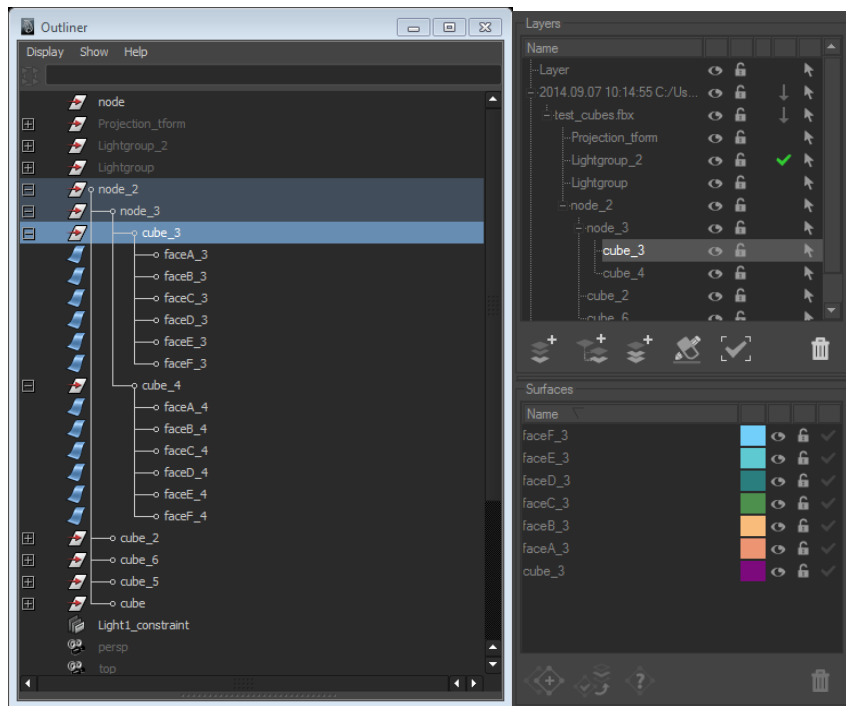 Outliner
Display Show Help
node
Projection_tform
Lightgroup_2
Lightgroup
node_2
node_3
cube_3
faceA_3
faceB_3
faceC_3
faceD_3
faceE_3
faceF_3
cube_4
faceA_4
faceB_4
faceC_4
faceD_4
faceE_4
faceF_4
cube_2
cube_6
cube_5
cube
Light1_constraint
persp
top
Layers
Name
Layer
2014.09.07 10:14:55 C:/Us...
test_cubes.fbx
Projection_tform
Lightgroup_2
Lightgroup
node_2
node_3
cube_3
cube_4
cube_2
cube_6
Surfaces
Name
faceF_3
faceE_3
faceD_3
faceC_3
faceB_3
faceA_3
cube_3